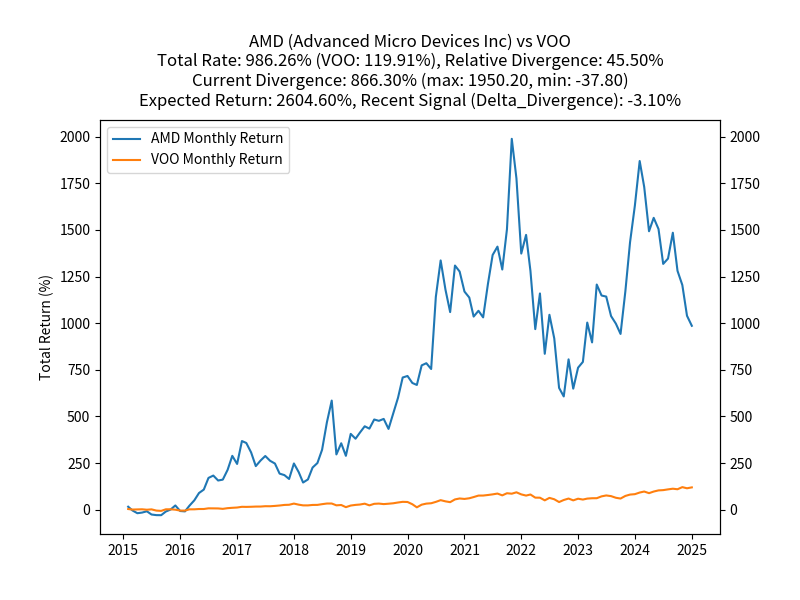 AMD (Advanced Micro Devices Inc) vs VOO
Total Rate: 986.26% (VOO: 119.91%), Relative Divergence: 45.50%
Current Divergence: 866.30% (max: 1950.20, min: -37.80)
Expected Return: 2604.60%, Recent Signal (Delta_Divergence): -3.10%
AMD Monthly Return
VOO Monthly Return
Total Return (%)
2000
1750
1500
1250
1000
750
500
250
0
2000
1750
1500
1250
1000
750
500
250
0
2015 2016 2017 2018 2019 2020 2021 2022 2023 2024 2025